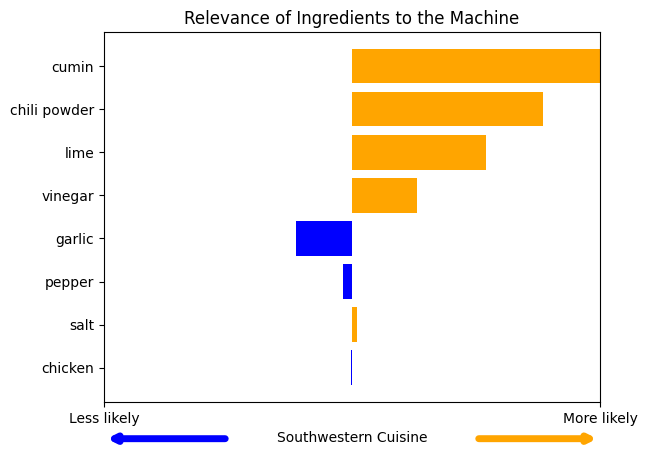 Relevance of Ingredients to the Machine
cumin
chili powder
lime
vinegar
garlic
pepper
salt
chicken
Less likely
More likely
Southwestern Cuisine